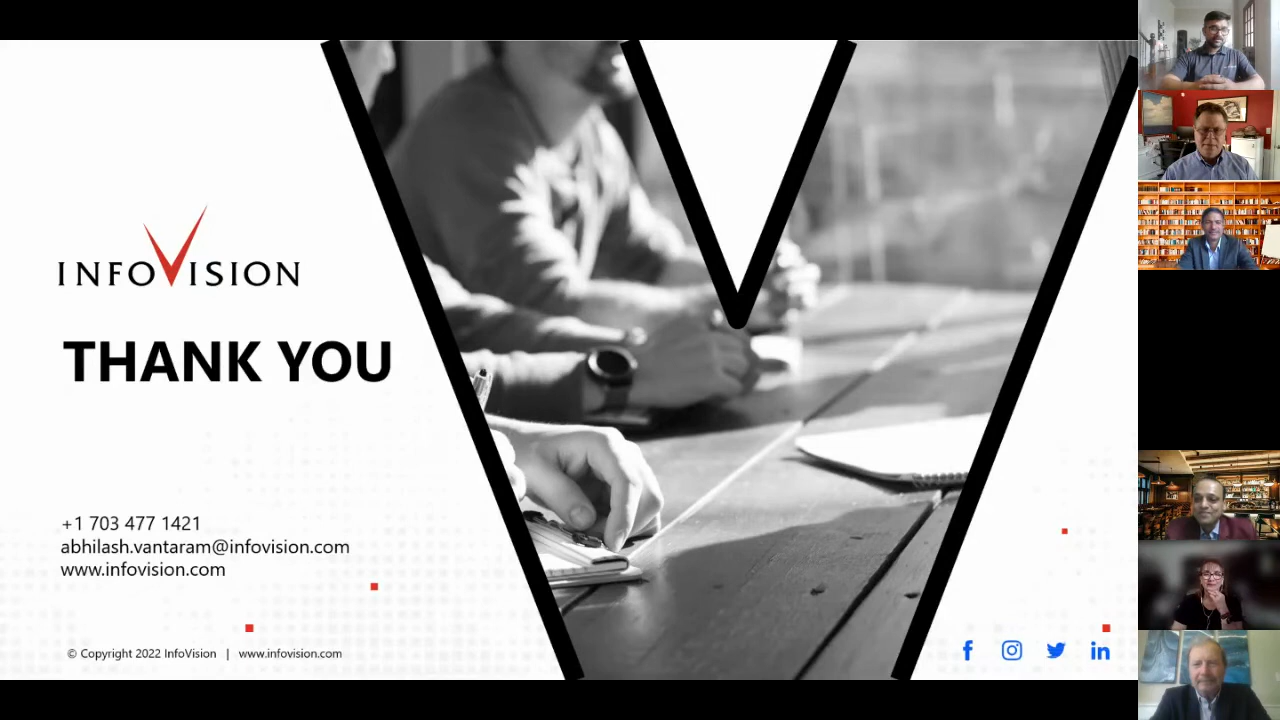 INFOVISION
THANK YOU
+1 703 477 1421
abhilash.vantaram@infovision.com
www.infovision.com
© Copyright 2022 InfoVision | www.infovision.com